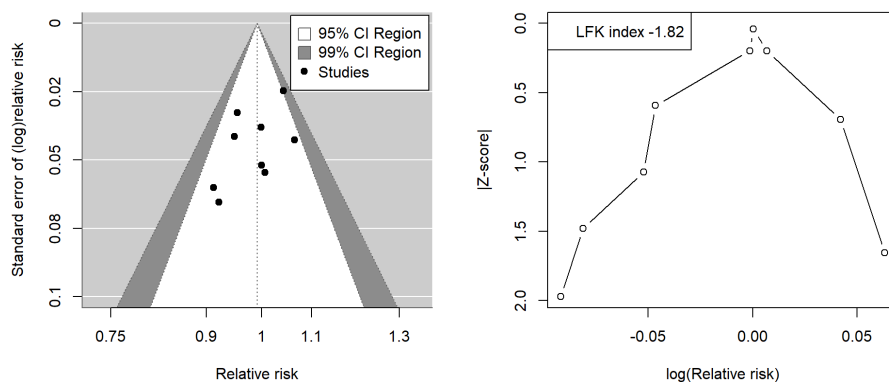 95% CI Region
99% CI Region
Studies
Standard error of (log)relative risk
0
0.02
0.05
0.08
0.1
0.75
0.9
1
1.1
1.3
Relative risk
LFK index -1.82
|Z-score|
0.0
0.5
1.0
1.5
2.0
-0.05
0.00
0.05
log(Relative risk)